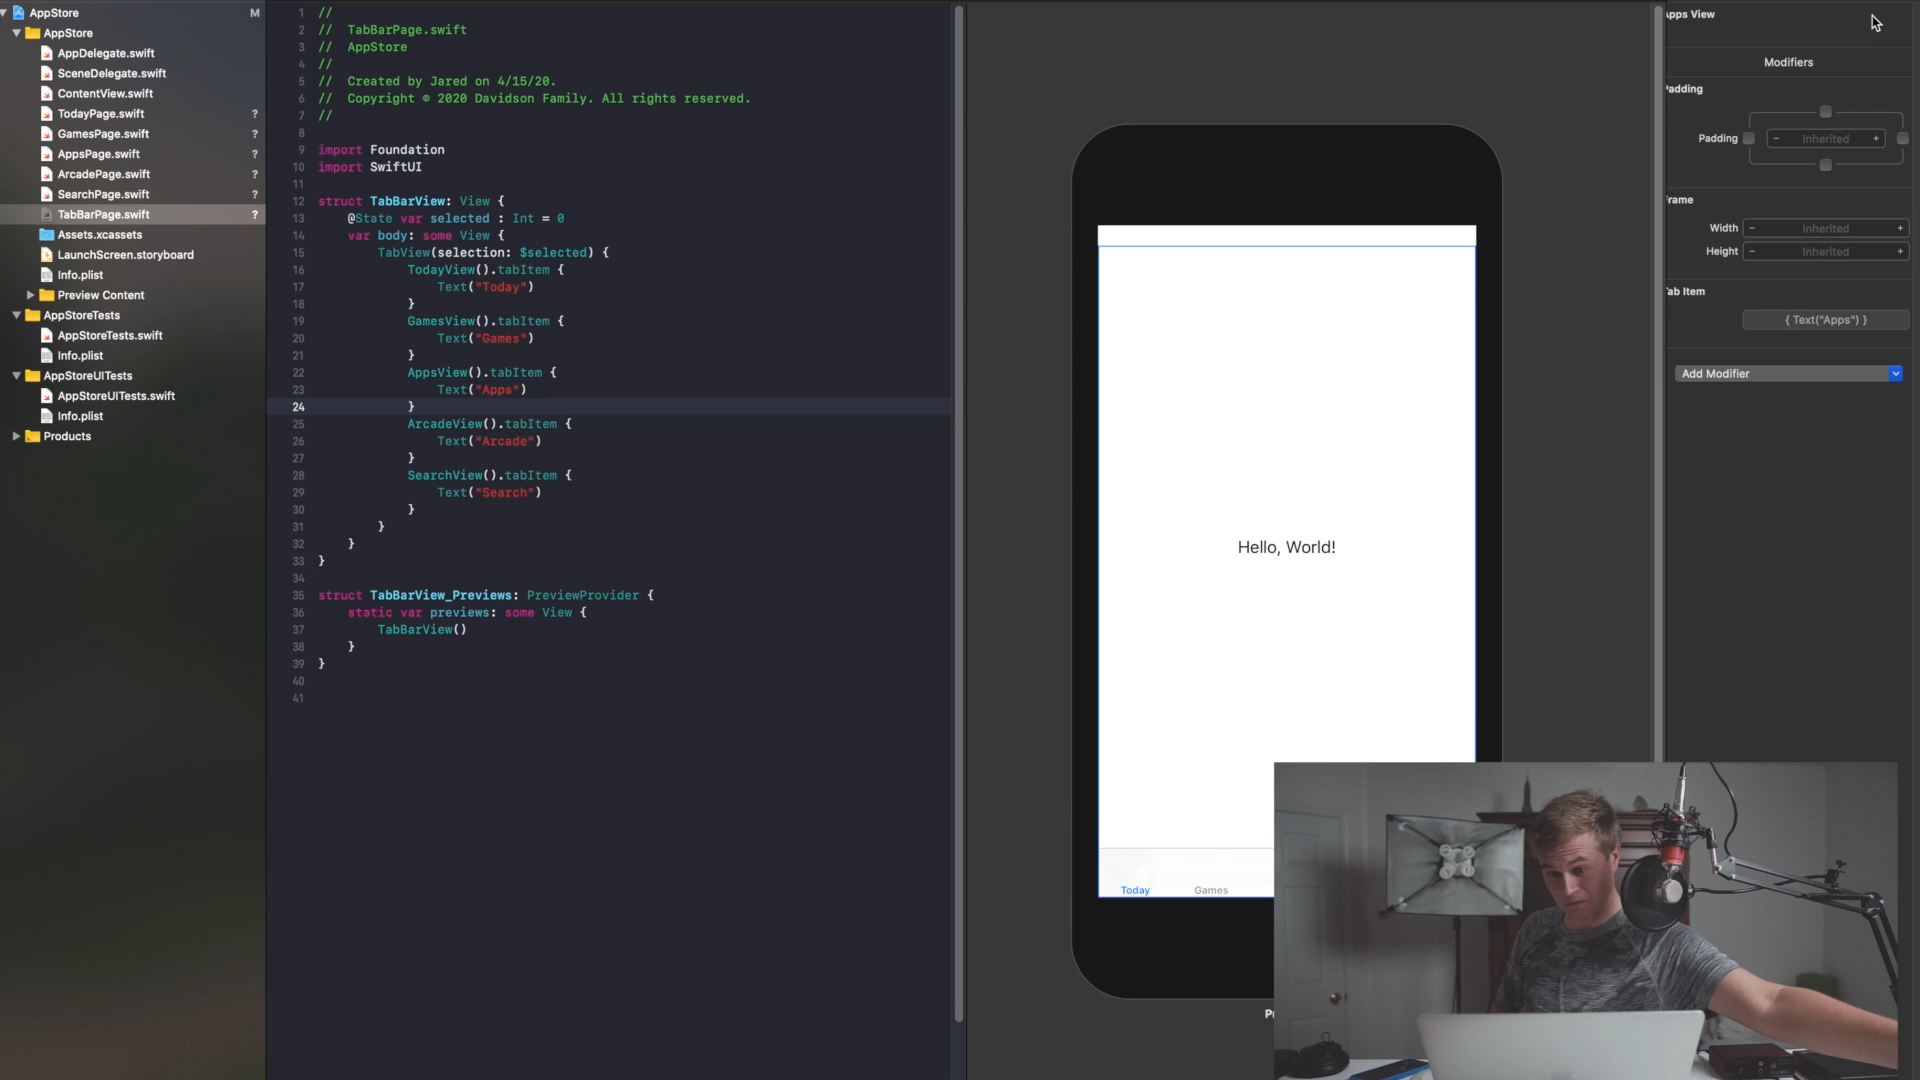 AppStore
M
AppStore
AppDelegate.swift
SceneDelegate.swift
ContentView.swift
TodayPage.swift
?
GamesPage.swift
?
AppsPage.swift
?
ArcadePage.swift
?
SearchPage.swift
?
TabBarPage.swift
?
Assets.xcassets
LaunchScreen.storyboard
Info.plist
Preview Content
AppStoreTests
AppStoreTests.swift
Info.plist
AppStoreUITests
AppStoreUITests.swift
Info.plist
Products
1 //
2 // TabBarPage.swift
3 // AppStore
4 //
5 // Created by Jared on 4/15/20.
6 // Copyright © 2020 Davidson Family. All rights reserved.
7 //
8
9 import Foundation
10 import SwiftUI
11
12 struct TabBarView: View {
13 @State var selected : Int = 0
14 var body: some View {
15 TabView(selection: $selected) {
16 TodayView().tabItem {
17 Text("Today")
18 }
19 GamesView().tabItem {
20 Text("Games")
21 }
22 AppsView().tabItem {
23 Text("Apps")
24 }
25 ArcadeView().tabItem {
26 Text("Arcade")
27 }
28 SearchView().tabItem {
29 Text("Search")
30 }
31 }
32 }
33 }
34
35 struct TabBarView_Previews: PreviewProvider {
36 static var previews: some View {
37 TabBarView()
38 }
39 }
40
41
Hello, World!
Today
Games
Pr
Apps View
Modifiers
Padding
Padding
- Inherited +
Frame
Width
- Inherited +
Height
- Inherited +
Tab Item
{ Text("Apps") }
Add Modifier